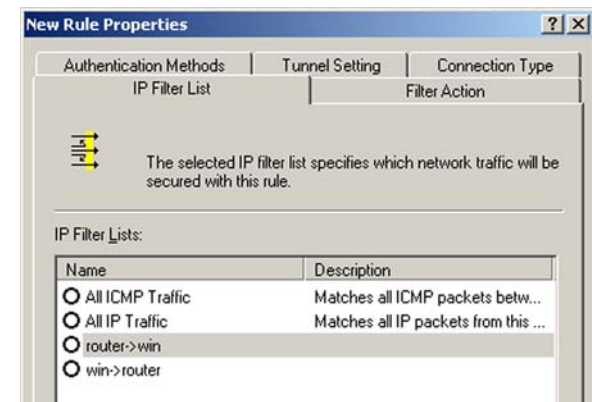 New Rule Properties
Authentication Methods Tunnel Setting Connection Type
IP Filter List Filter Action
The selected IP filter list specifies which network traffic will be
secured with this rule.
IP Filter Lists:
Name Description
All ICMP Traffic Matches all ICMP packets betw...
All IP Traffic Matches all IP packets from this ...
router->win
win->router